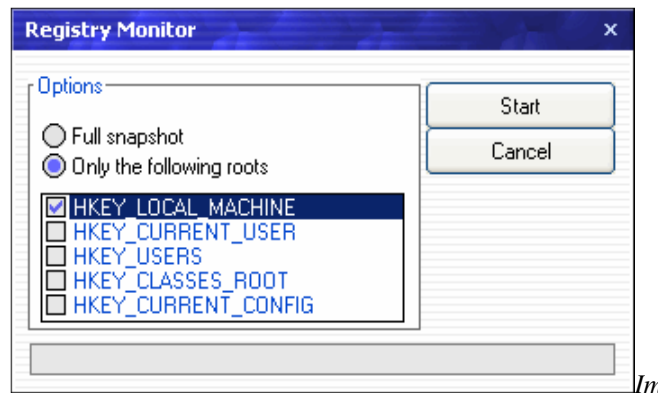 Registry Monitor
Options
Full snapshot
Only the following roots
HKEY_LOCAL_MACHINE
HKEY_CURRENT_USER
HKEY_USERS
HKEY_CLASSES_ROOT
HKEY_CURRENT_CONFIG
Start
Cancel